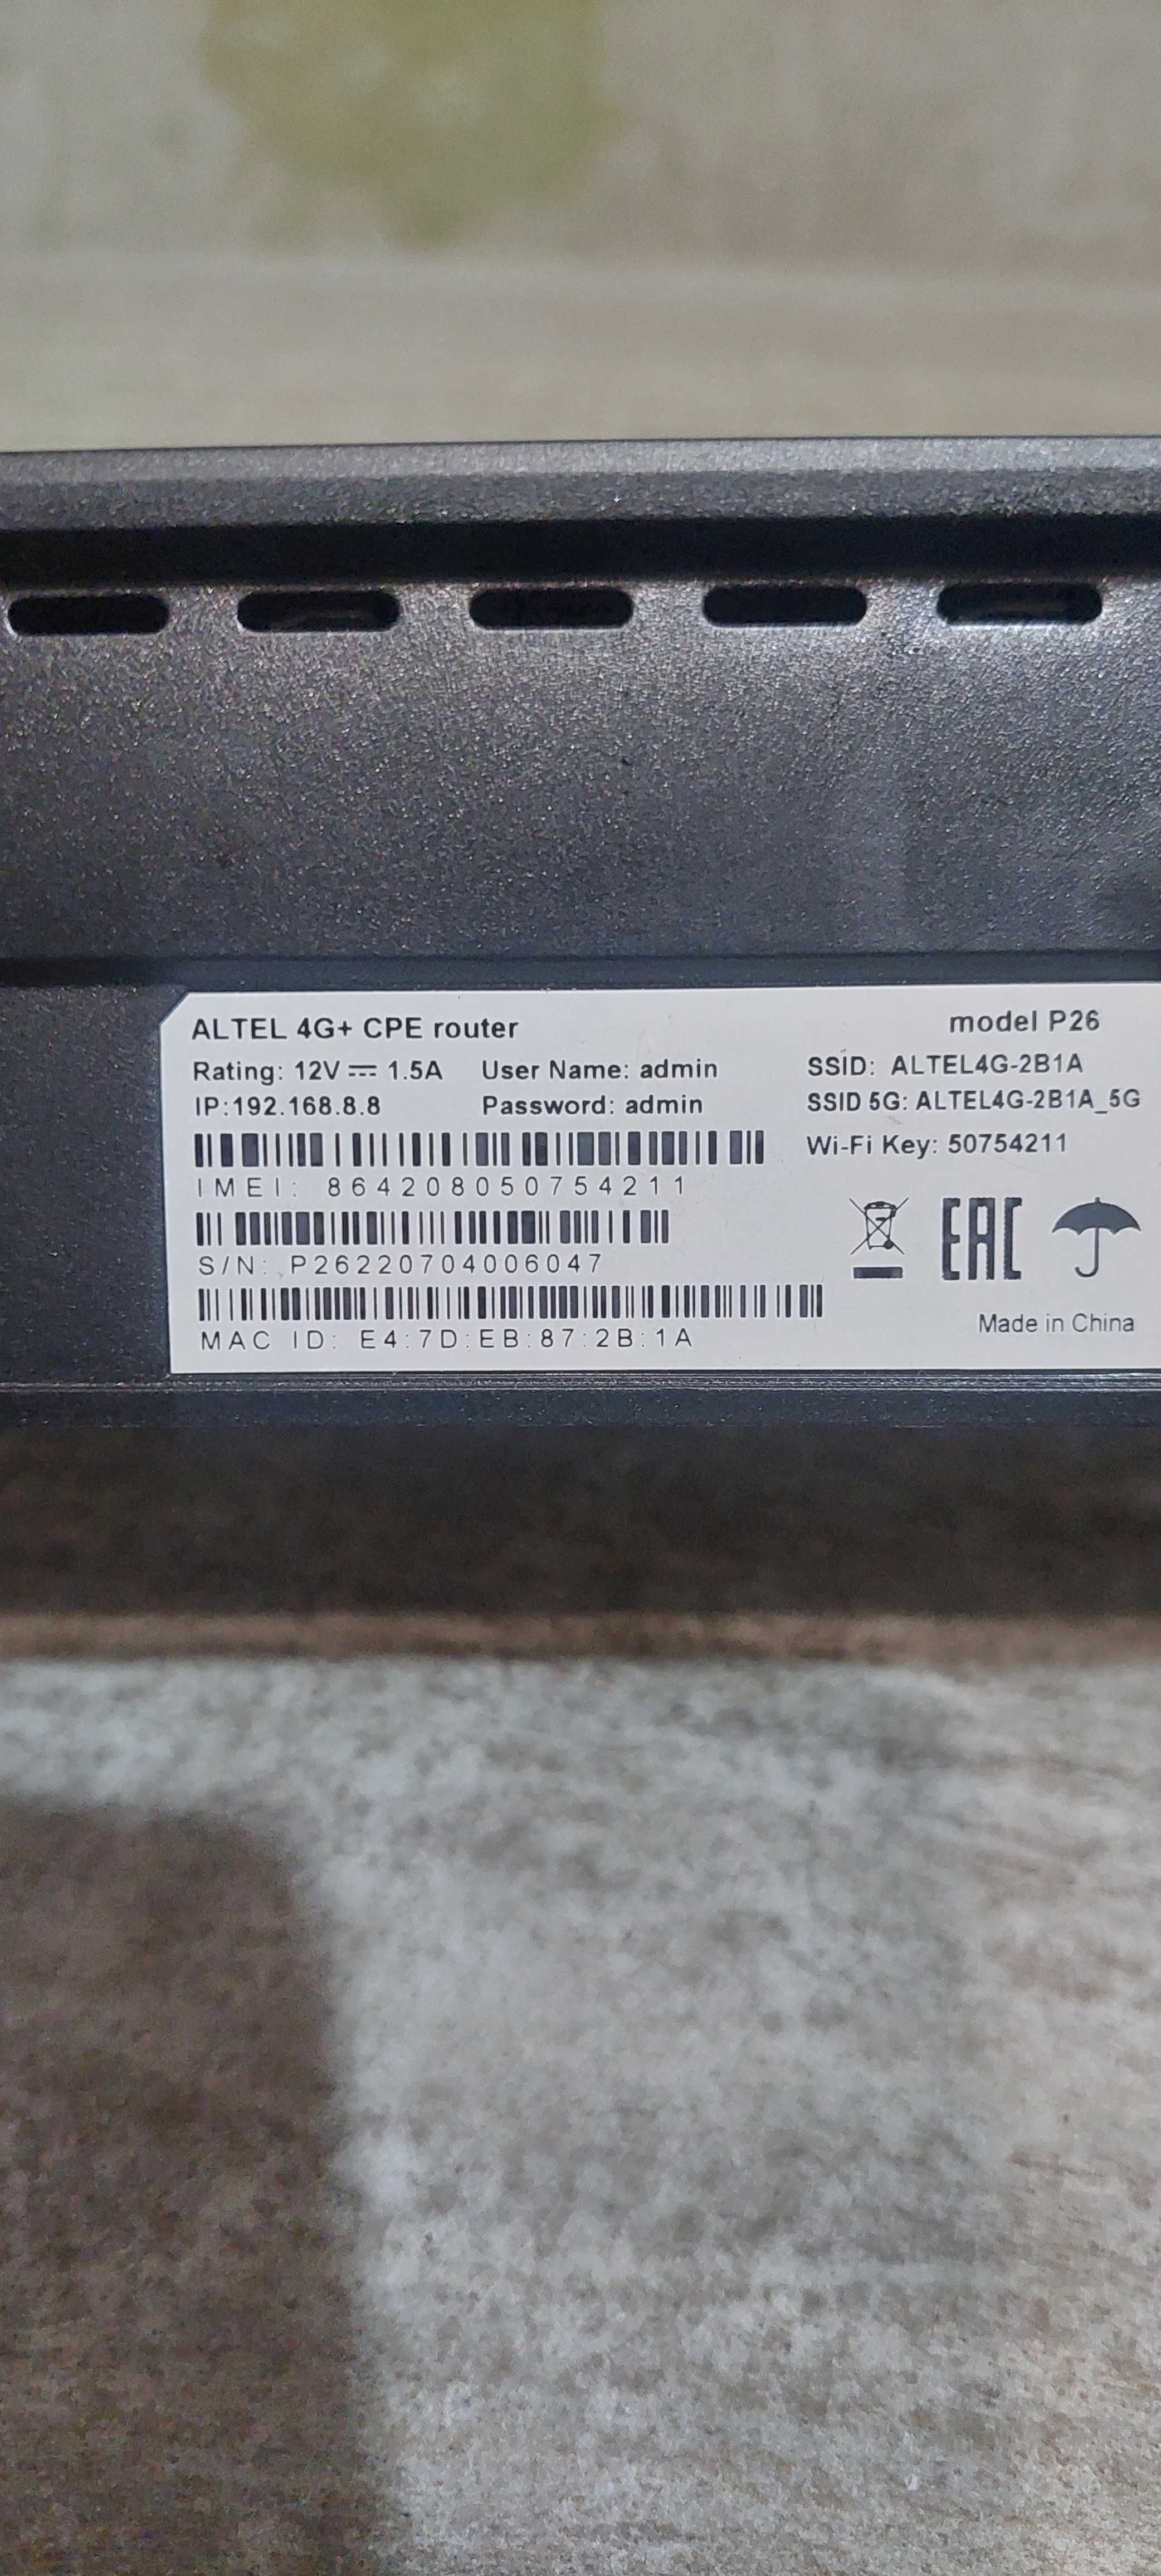 ALTEL 4G+ CPE router
model P26
Rating: 12V ⎓ 1.5A
User Name: admin
SSID: ALTEL4G-2B1A
IP:192.168.8.8
Password: admin
SSID 5G: ALTEL4G-2B1A_5G
Wi-Fi Key: 50754211
IMEI: 864208050754211
S/N: P26220704006047
EAC
MAC ID: E4:7D:EB:87:2B:1A
Made in China